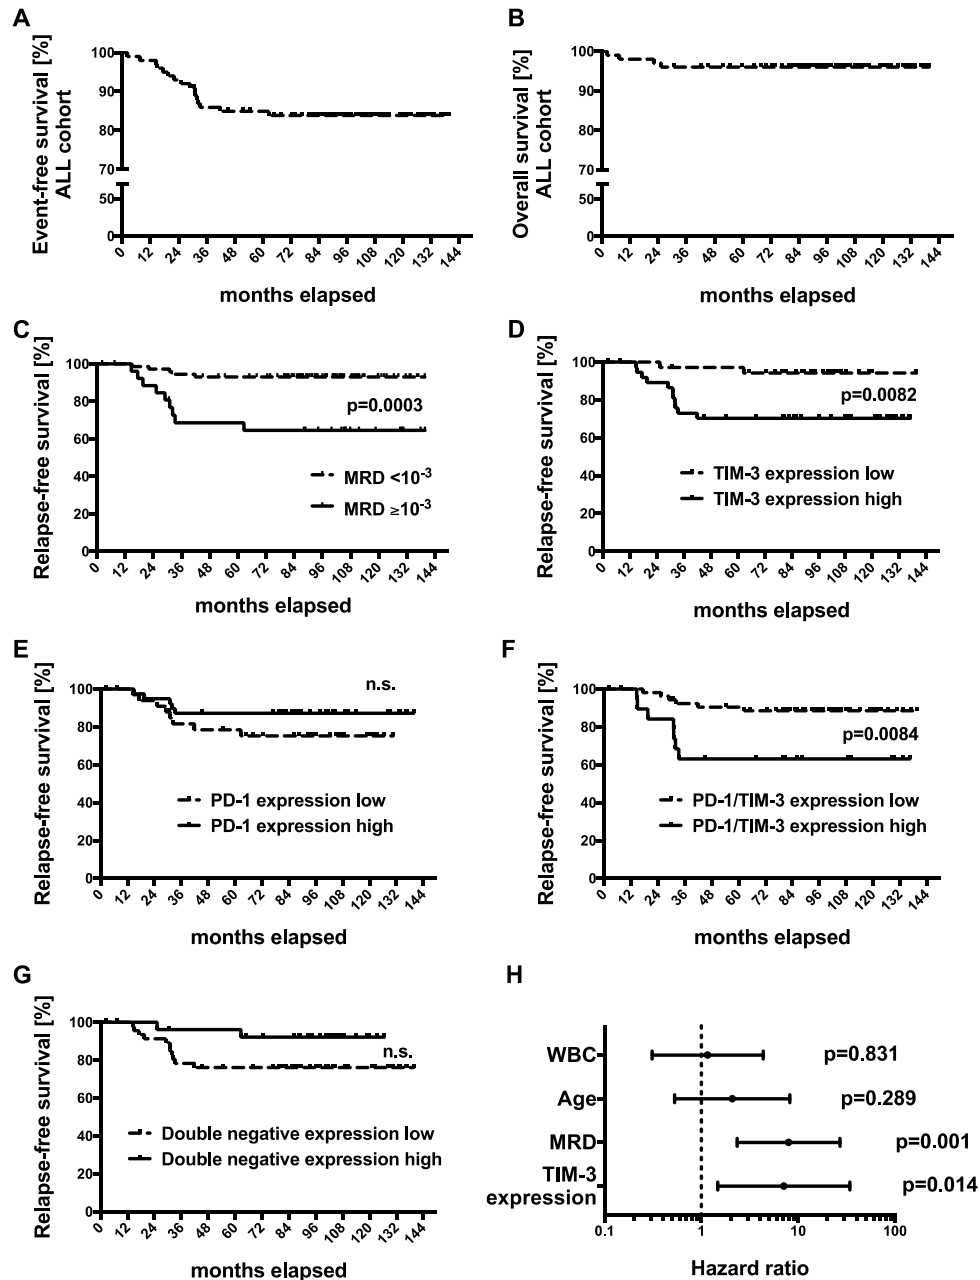 A
Event-free survival [%]
ALL cohort
100
90
80
70
50
0
0 12 24 36 48 60 72 84 96 108 120 132 144
months elapsed
B
Overall survival [%]
ALL cohort
100
90
80
70
50
0
0 12 24 36 48 60 72 84 96 108 120 132 144
months elapsed
C
Relapse-free survival [%]
100
80
60
40
20
0
p=0.0003
MRD <10-3
MRD ≥10-3
0 12 24 36 48 60 72 84 96 108 120 132 144
months elapsed
D
Relapse-free survival [%]
100
80
60
40
20
0
p=0.0082
TIM-3 expression low
TIM-3 expression high
0 12 24 36 48 60 72 84 96 108 120 132 144
months elapsed
E
Relapse-free survival [%]
100
80
60
40
20
0
n.s.
PD-1 expression low
PD-1 expression high
0 12 24 36 48 60 72 84 96 108 120 132 144
months elapsed
F
Relapse-free survival [%]
100
80
60
40
20
0
p=0.0084
PD-1/TIM-3 expression low
PD-1/TIM-3 expression high
0 12 24 36 48 60 72 84 96 108 120 132 144
months elapsed
G
Relapse-free survival [%]
100
80
60
40
20
0
n.s.
Double negative expression low
Double negative expression high
0 12 24 36 48 60 72 84 96 108 120 132 144
months elapsed
H
WBC
p=0.831
Age
p=0.289
MRD
p=0.001
TIM-3
expression
p=0.014
0.1 1 10 100
Hazard ratio